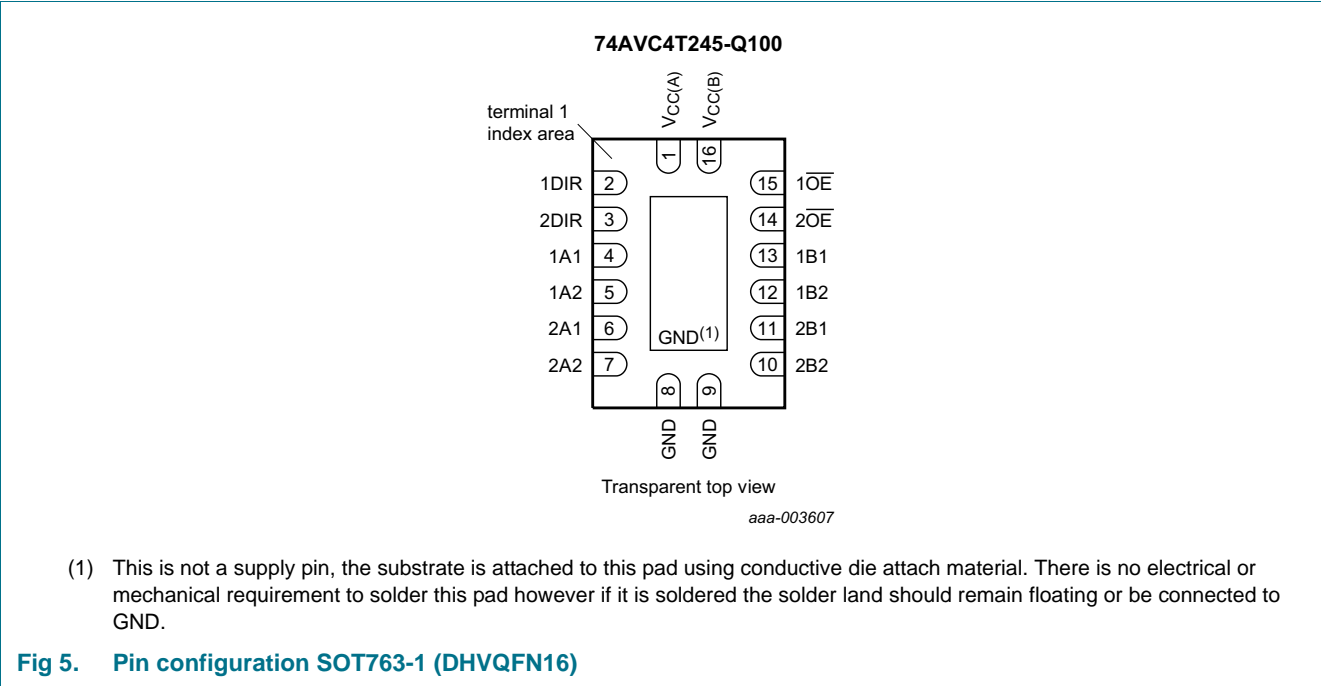 74AVC4T245-Q100
terminal 1
index area
VCC(A)
VCC(B)
1
16
1DIR 2
15 1O̅E̅
2DIR 3
14 2O̅E̅
1A1 4
13 1B1
1A2 5
12 1B2
2A1 6
11 2B1
GND(1)
2A2 7
10 2B2
8
9
GND
GND
Transparent top view
aaa-003607
(1) This is not a supply pin, the substrate is attached to this pad using conductive die attach material. There is no electrical or
mechanical requirement to solder this pad however if it is soldered the solder land should remain floating or be connected to
GND.
Fig 5. Pin configuration SOT763-1 (DHVQFN16)